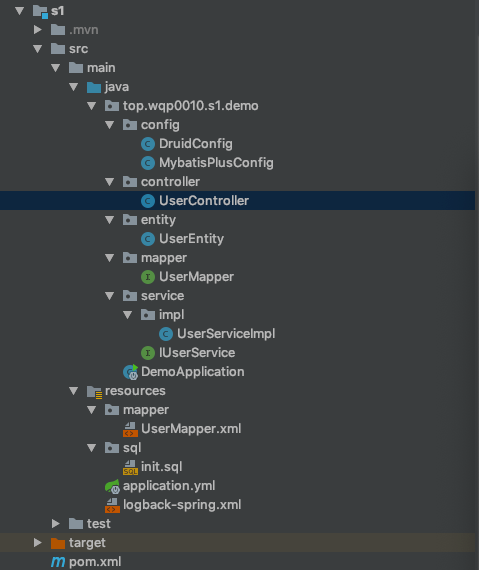 s1
.mvn
src
main
java
top.wqp0010.s1.demo
config
DruidConfig
MybatisPlusConfig
controller
UserController
entity
UserEntity
mapper
UserMapper
service
impl
UserServiceImpl
IUserService
DemoApplication
resources
mapper
UserMapper.xml
sql
init.sql
application.yml
logback-spring.xml
test
target
pom.xml